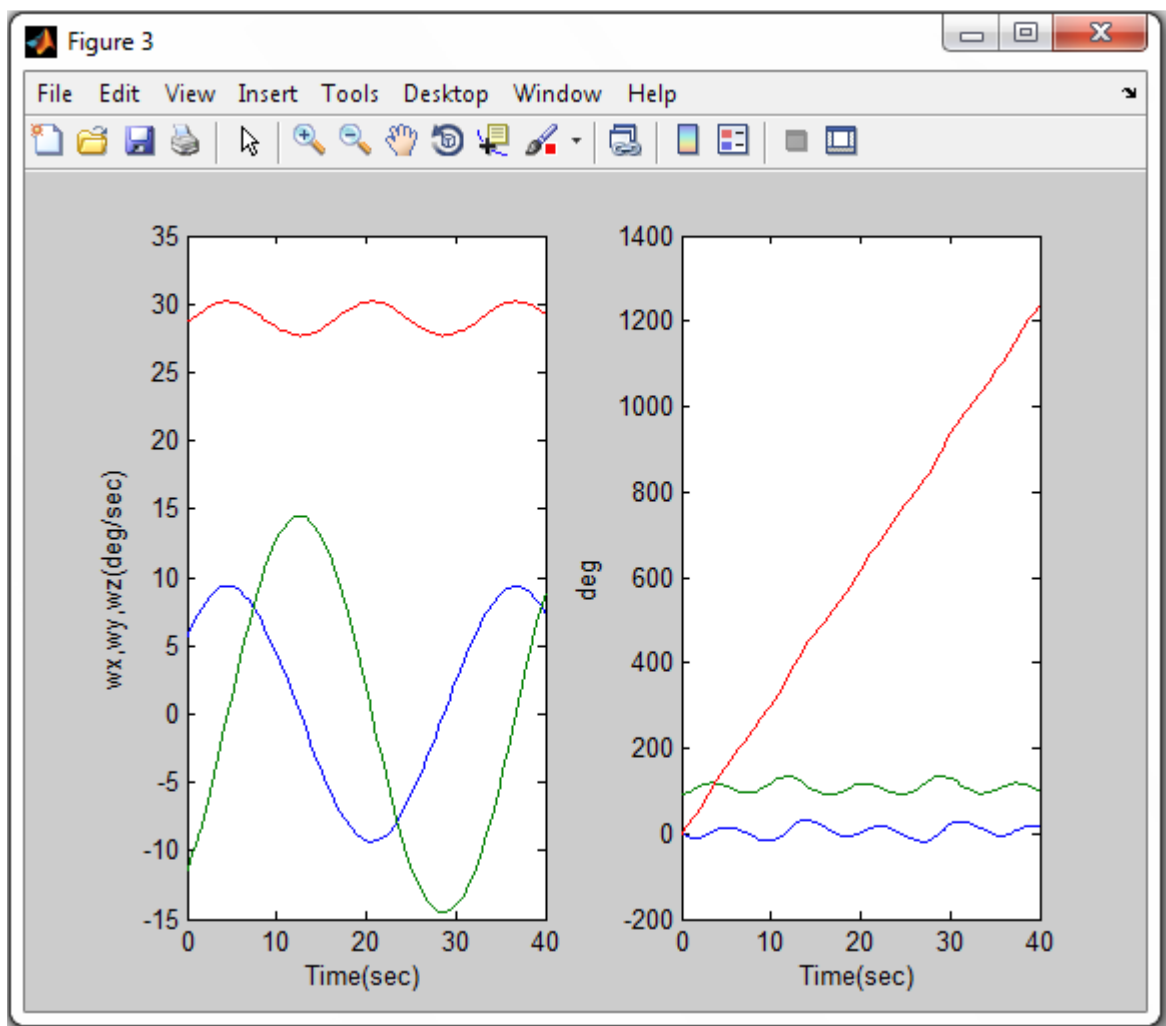 Figure 3
File Edit View Insert Tools Desktop Window Help
wx,wy,wz(deg/sec)
35
30
25
20
15
10
5
0
-5
-10
-15
0 10 20 30 40
Time(sec)
deg
1400
1200
1000
800
600
400
200
0
-200
0 10 20 30 40
Time(sec)